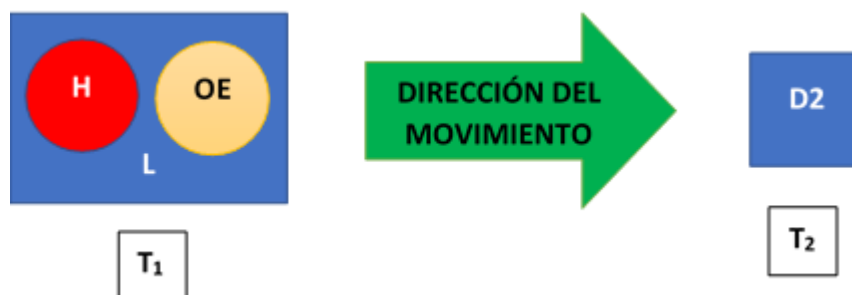 H
OE
L
DIRECCIÓN DEL
MOVIMIENTO
D2
T₁
T₂